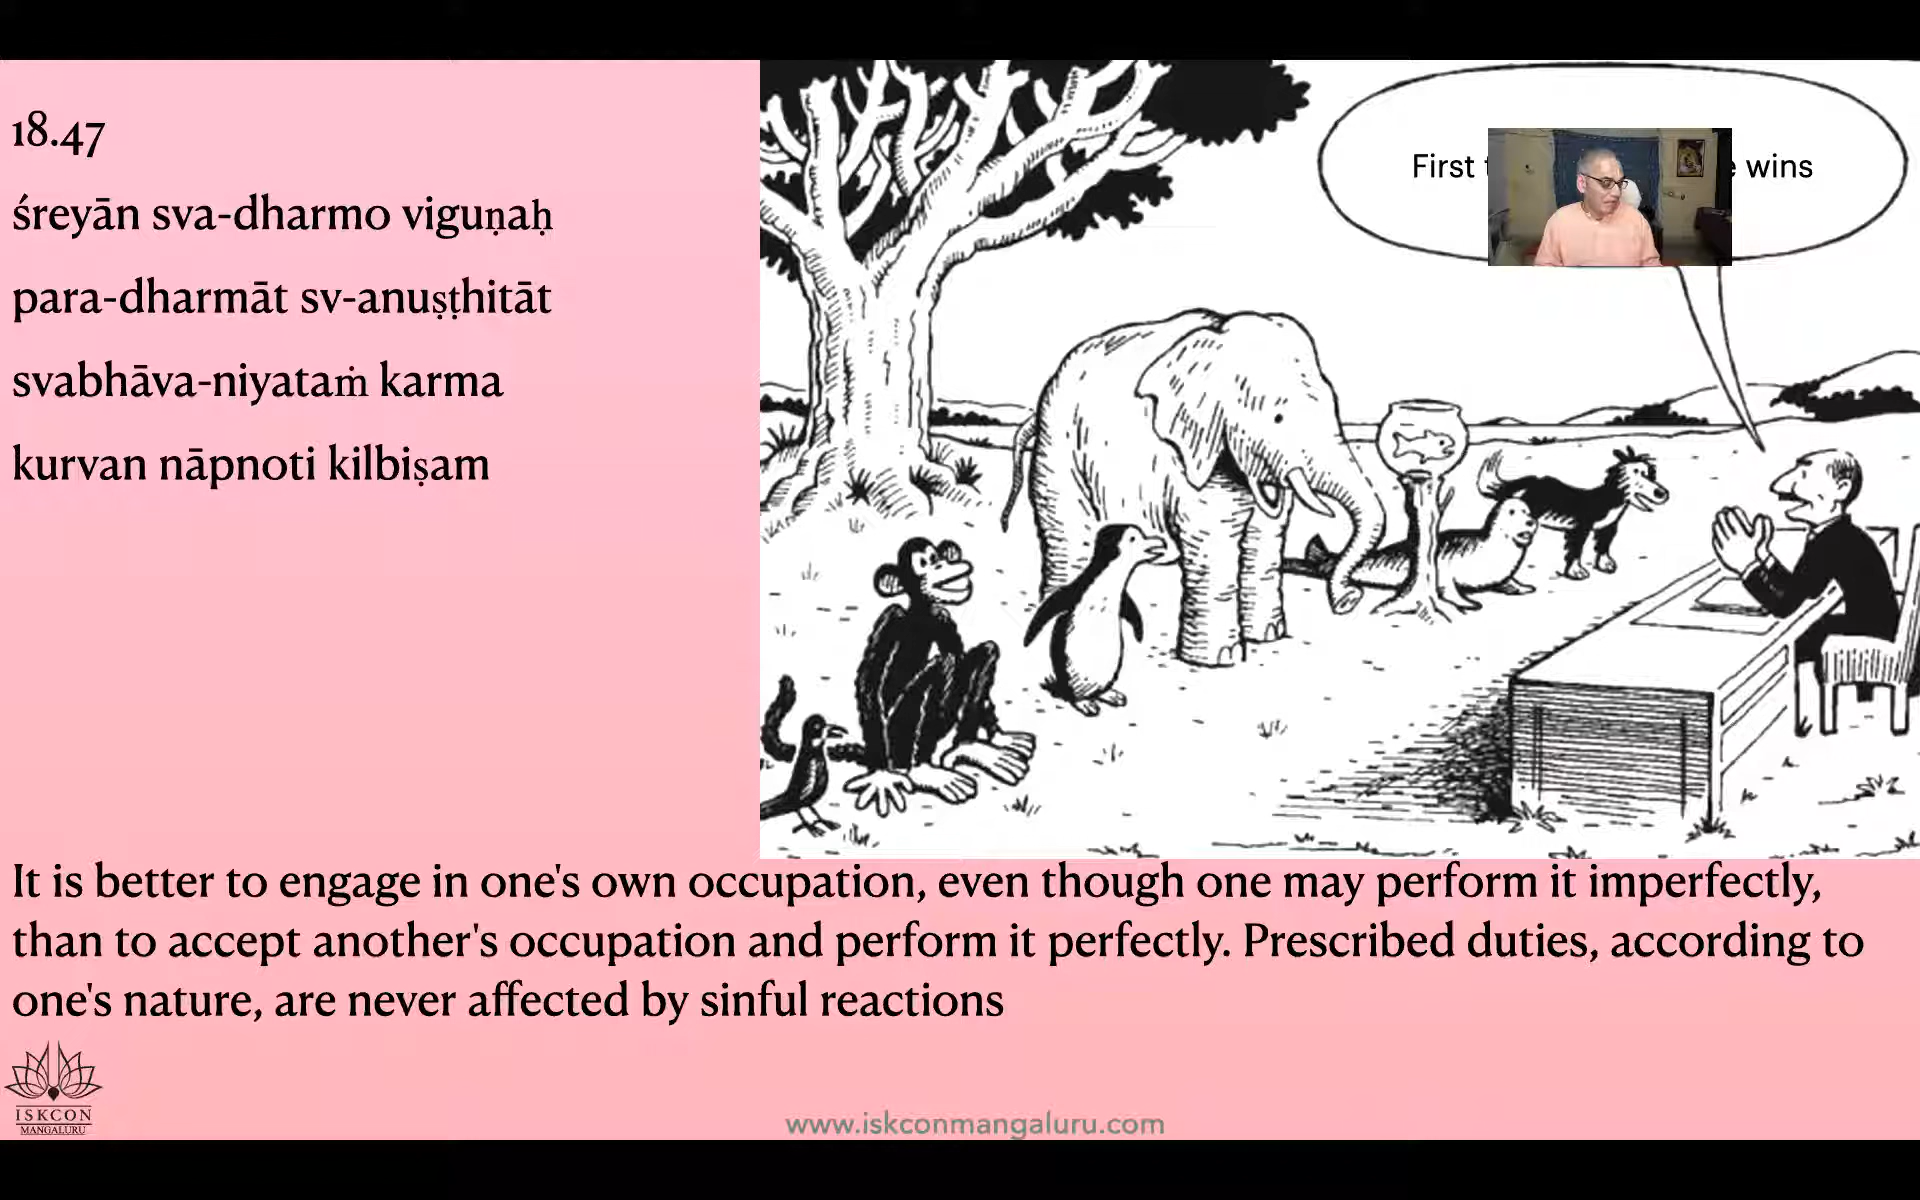 18.47
śreyān sva-dharmo viguṇaḥ
para-dharmāt sv-anuṣṭhitāt
svabhāva-niyataṁ karma
kurvan nāpnoti kilbiṣam
First wins
It is better to engage in one's own occupation, even though one may perform it imperfectly,
than to accept another's occupation and perform it perfectly. Prescribed duties, according to
one's nature, are never affected by sinful reactions
ISKCON
MANGALURU
www.iskconmangaluru.com